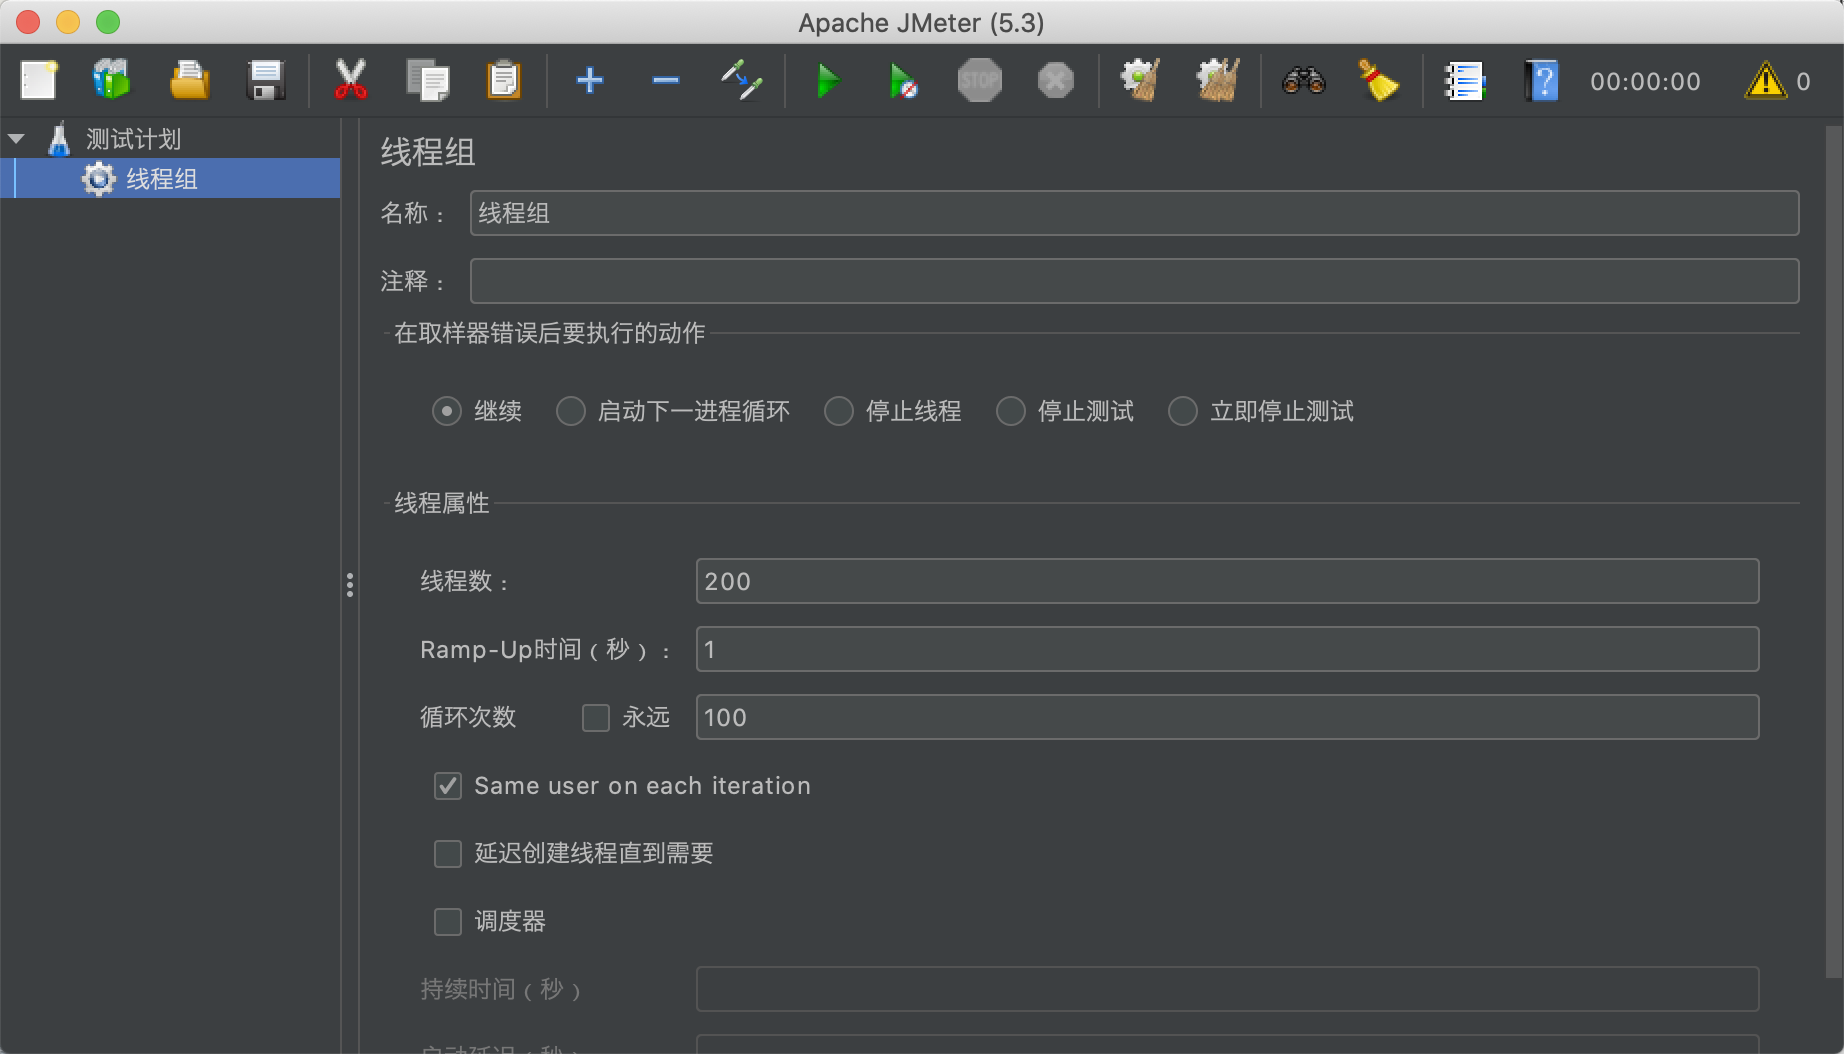 Apache JMeter (5.3)
STOP
00:00:00
0
测试计划
线程组
线程组
名称：
线程组
注释：
在取样器错误后要执行的动作
继续
启动下一进程循环
停止线程
停止测试
立即停止测试
线程属性
线程数：
200
Ramp-Up时间（秒）：
1
循环次数
永远
100
Same user on each iteration
延迟创建线程直到需要
调度器
持续时间（秒）